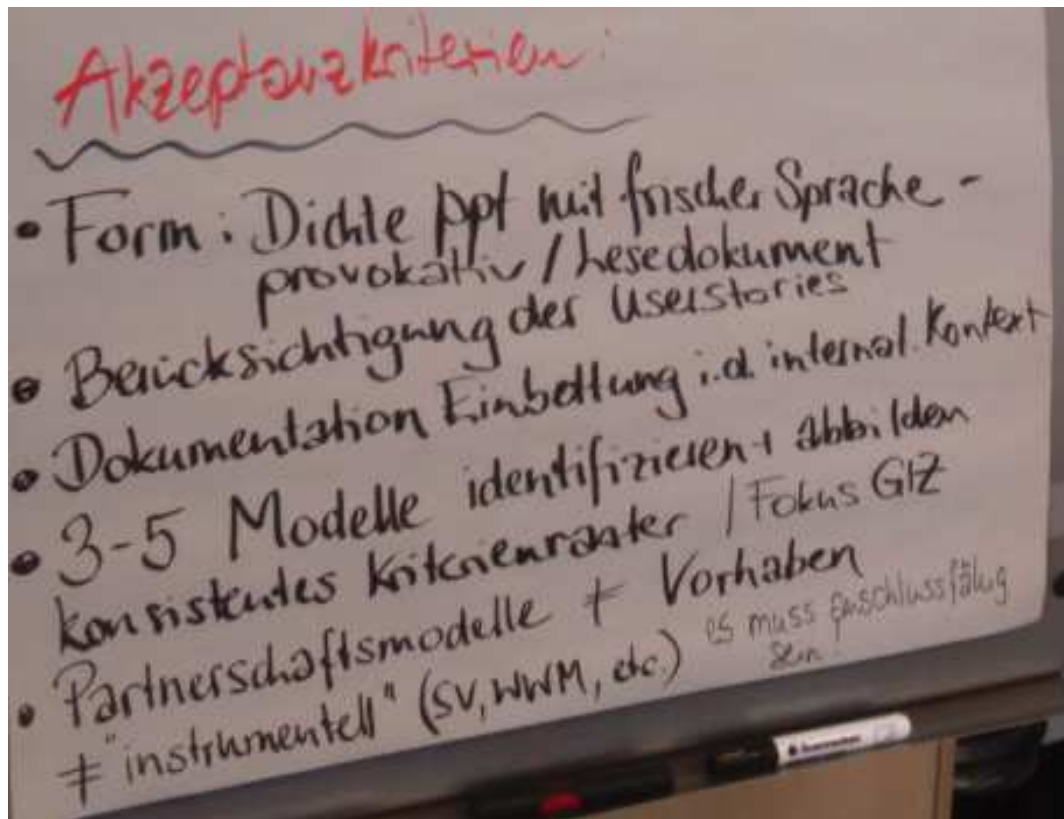 Akzeptanzkriterien:
• Form: Dichte ppt mit frischer Sprache -
provokativ / Lesedokument
• Berücksichtigung der Userstories
• Dokumentation Einbettung i.d. internal. Kontext
• 3-5 Modelle identifizieren + abbilden
konsistentes Kriterienraster / Fokus GIZ
• Partnerschaftsmodelle ≠ Vorhaben
≠ "instrumentell" (SV, WWM, etc.)
es muss anschlussfähig
sein.